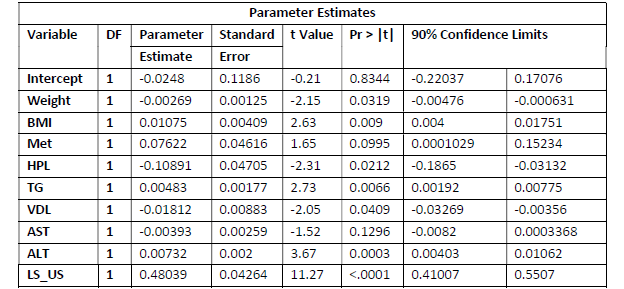 Parameter Estimates
Variable DF Parameter Standard t Value Pr > |t| 90% Confidence Limits
Estimate Error
Intercept 1 -0.0248 0.1186 -0.21 0.8344 -0.22037 0.17076
Weight 1 -0.00269 0.00125 -2.15 0.0319 -0.00476 -0.000631
BMI 1 0.01075 0.00409 2.63 0.009 0.004 0.01751
Met 1 0.07622 0.04616 1.65 0.0995 0.0001029 0.15234
HPL 1 -0.10891 0.04705 -2.31 0.0212 -0.1865 -0.03132
TG 1 0.00483 0.00177 2.73 0.0066 0.00192 0.00775
VDL 1 -0.01812 0.00883 -2.05 0.0409 -0.03269 -0.00356
AST 1 -0.00393 0.00259 -1.52 0.1296 -0.0082 0.0003368
ALT 1 0.00732 0.002 3.67 0.0003 0.00403 0.01062
LS_US 1 0.48039 0.04264 11.27 <.0001 0.41007 0.5507